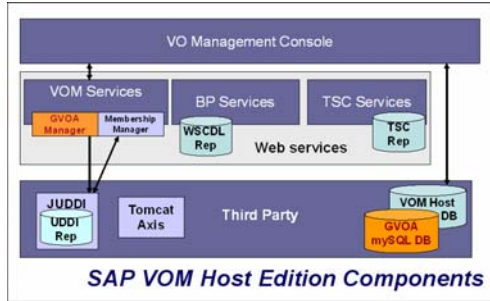 VO Management Console
VOM Services
BP Services
TSC Services
GVOA
Manager
Membership
Manager
WSCDL
Rep
TSC
Rep
Web services
JUDDI
UDDI
Rep
Tomcat
Axis
Third Party
VOM Host
DB
GVOA
mySQL DB
SAP VOM Host Edition Components